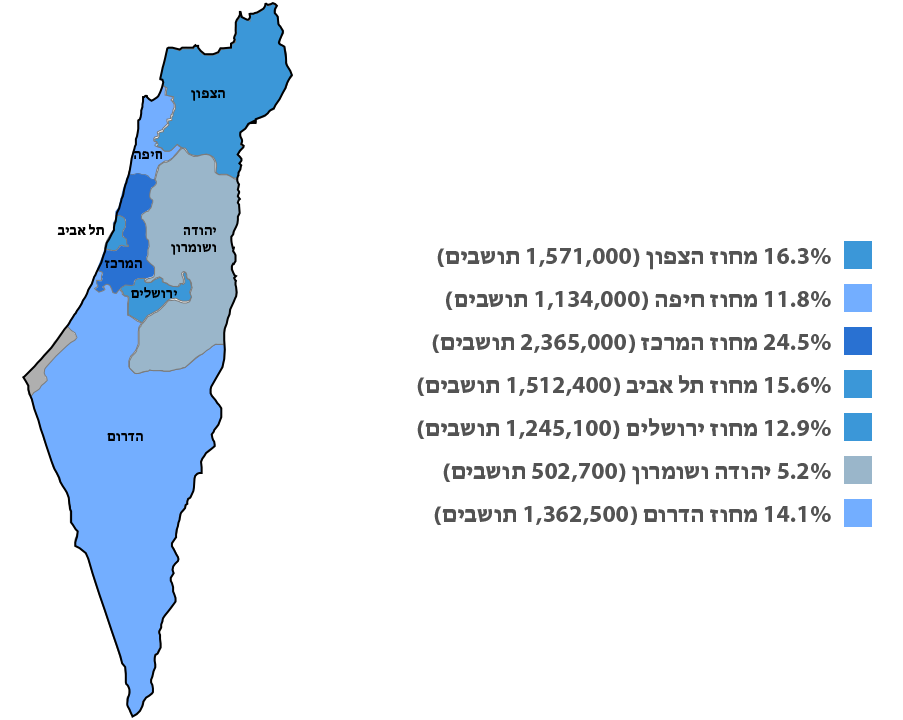 הצפון
חיפה
תל אביב
יהודה
ושומרון
המרכז
ירושלים
הדרום
16.3% מחוז הצפון (1,571,000 תושבים)
11.8% מחוז חיפה (1,134,000 תושבים)
24.5% מחוז המרכז (2,365,000 תושבים)
15.6% מחוז תל אביב (1,512,400 תושבים)
12.9% מחוז ירושלים (1,245,100 תושבים)
5.2% יהודה ושומרון (502,700 תושבים)
14.1% מחוז הדרום (1,362,500 תושבים)